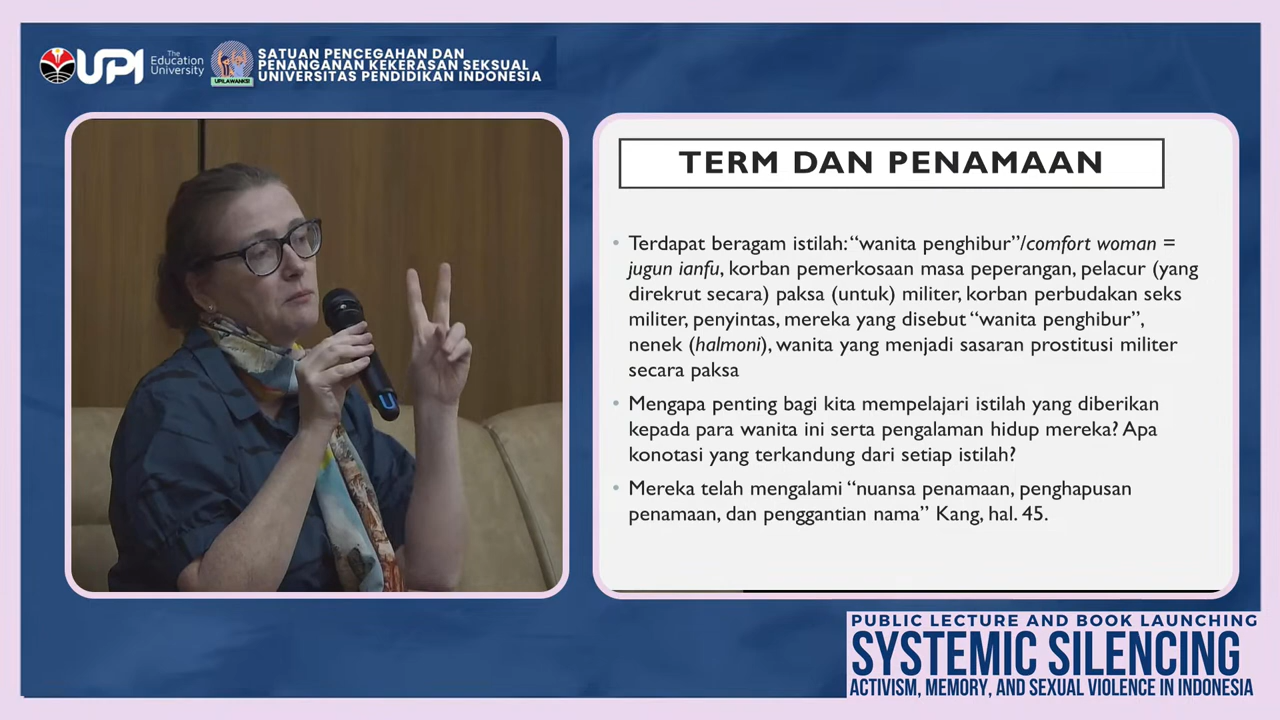 UPI
The
Education
University
UPILAWANKS!
SATUAN PENCEGAHAN DAN
PENANGANAN KEKERASAN SEKSUAL
UNIVERSITAS PENDIDIKAN INDONESIA
TERM DAN PENAMAAN
• Terdapat beragam istilah: “wanita penghibur”/comfort woman =
jugun ianfu, korban pemerkosaan masa peperangan, pelacur (yang
direkrut secara) paksa (untuk) militer, korban perbudakan seks
militer, penyintas, mereka yang disebut “wanita penghibur”,
nenek (halmoni), wanita yang menjadi sasaran prostitusi militer
secara paksa
• Mengapa penting bagi kita mempelajari istilah yang diberikan
kepada para wanita ini serta pengalaman hidup mereka? Apa
konotasi yang terkandung dari setiap istilah?
• Mereka telah mengalami “nuansa penamaan, penghapusan
penamaan, dan penggantian nama” Kang, hal. 45.
PUBLIC LECTURE AND BOOK LAUNCHING
SYSTEMIC SILENCING
ACTIVISM, MEMORY, AND SEXUAL VIOLENCE IN INDONESIA